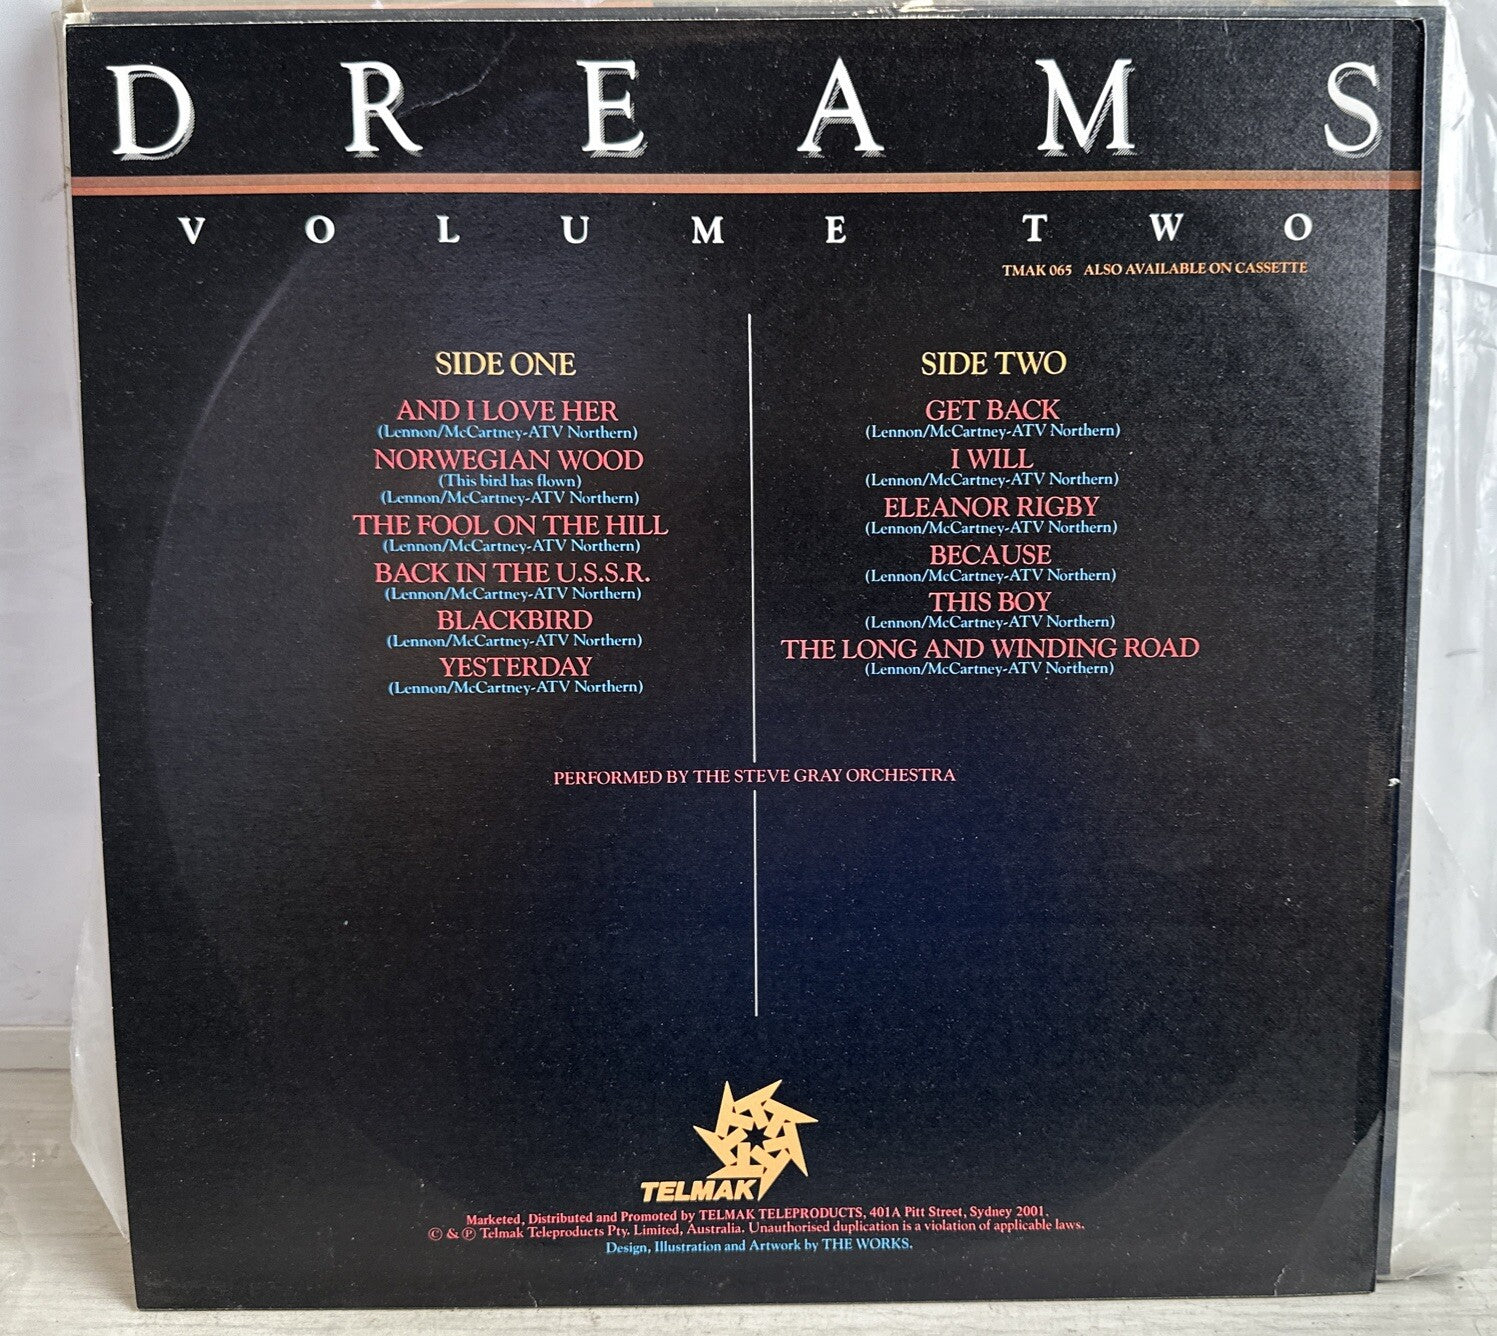 DREAMS
VOLUME TWO
TMAK 065 ALSO AVAILABLE ON CASSETTE
SIDE ONE
AND I LOVE HER
(Lennon/McCartney-ATV Northern)
NORWEGIAN WOOD
(This bird has flown)
(Lennon/McCartney-ATV Northern)
THE FOOL ON THE HILL
(Lennon/McCartney-ATV Northern)
BACK IN THE U.S.S.R.
(Lennon/McCartney-ATV Northern)
BLACKBIRD
(Lennon/McCartney-ATV Northern)
YESTERDAY
(Lennon/McCartney-ATV Northern)
SIDE TWO
GET BACK
(Lennon/McCartney-ATV Northern)
I WILL
(Lennon/McCartney-ATV Northern)
ELEANOR RIGBY
(Lennon/McCartney-ATV Northern)
BECAUSE
(Lennon/McCartney-ATV Northern)
THIS BOY
(Lennon/McCartney-ATV Northern)
THE LONG AND WINDING ROAD
(Lennon/McCartney-ATV Northern)
PERFORMED BY THE STEVE GRAY ORCHESTRA
TELMAK
Marketed, Distributed and Promoted by TELMAK TELEPRODUCTS, 401A Pitt Street, Sydney 2001.
© & ℗ Telmak Teleproducts Pty. Limited, Australia. Unauthorised duplication is a violation of applicable laws.
Design, Illustration and Artwork by THE WORKS.